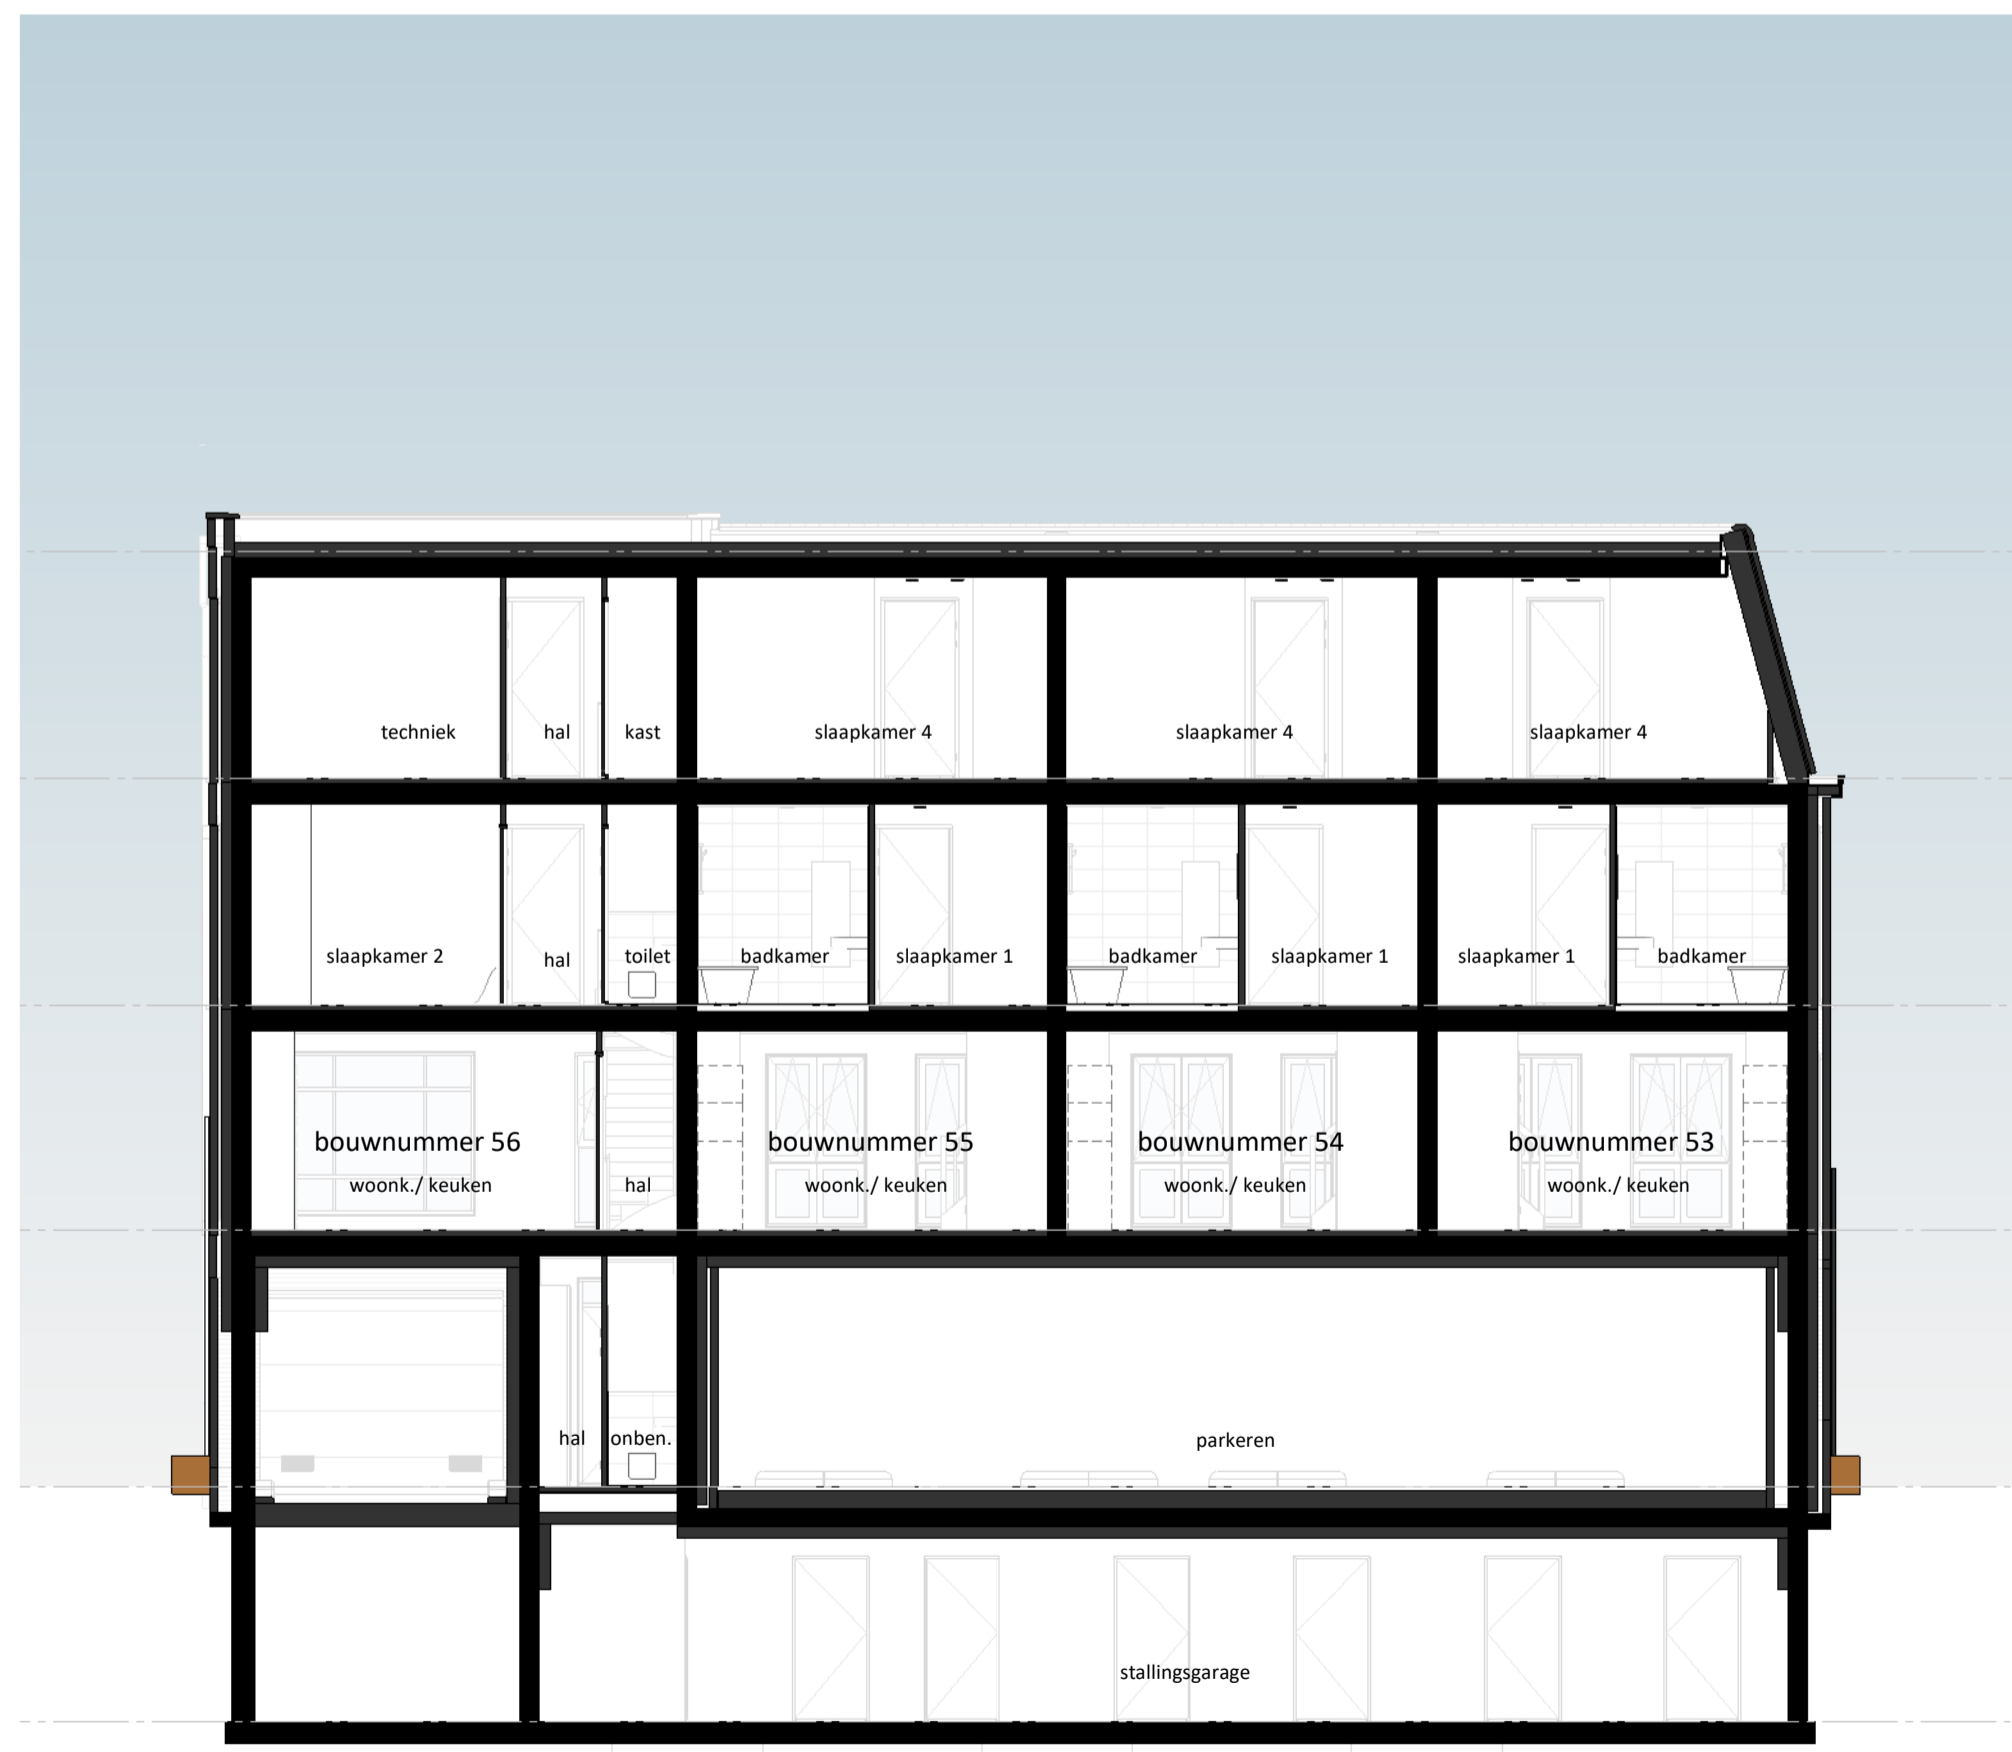 techniek hal kast slaapkamer 4 slaapkamer 4 slaapkamer 4
slaapkamer 2 hal toilet badkamer slaapkamer 1 badkamer slaapkamer 1 slaapkamer 1 badkamer
bouwnummer 56 bouwnummer 55 bouwnummer 54 bouwnummer 53
woonk./ keuken hal woonk./ keuken woonk./ keuken woonk./ keuken
hal onben. parkeren
stallingsgarage